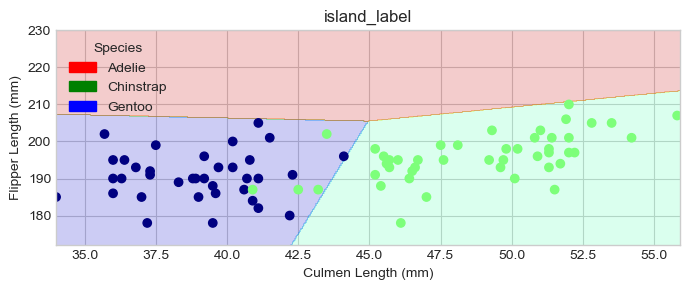 island_label
230
220
210
200
190
180
Flipper Length (mm)
Species
Adelie
Chinstrap
Gentoo
35.0 37.5 40.0 42.5 45.0 47.5 50.0 52.5 55.0
Culmen Length (mm)